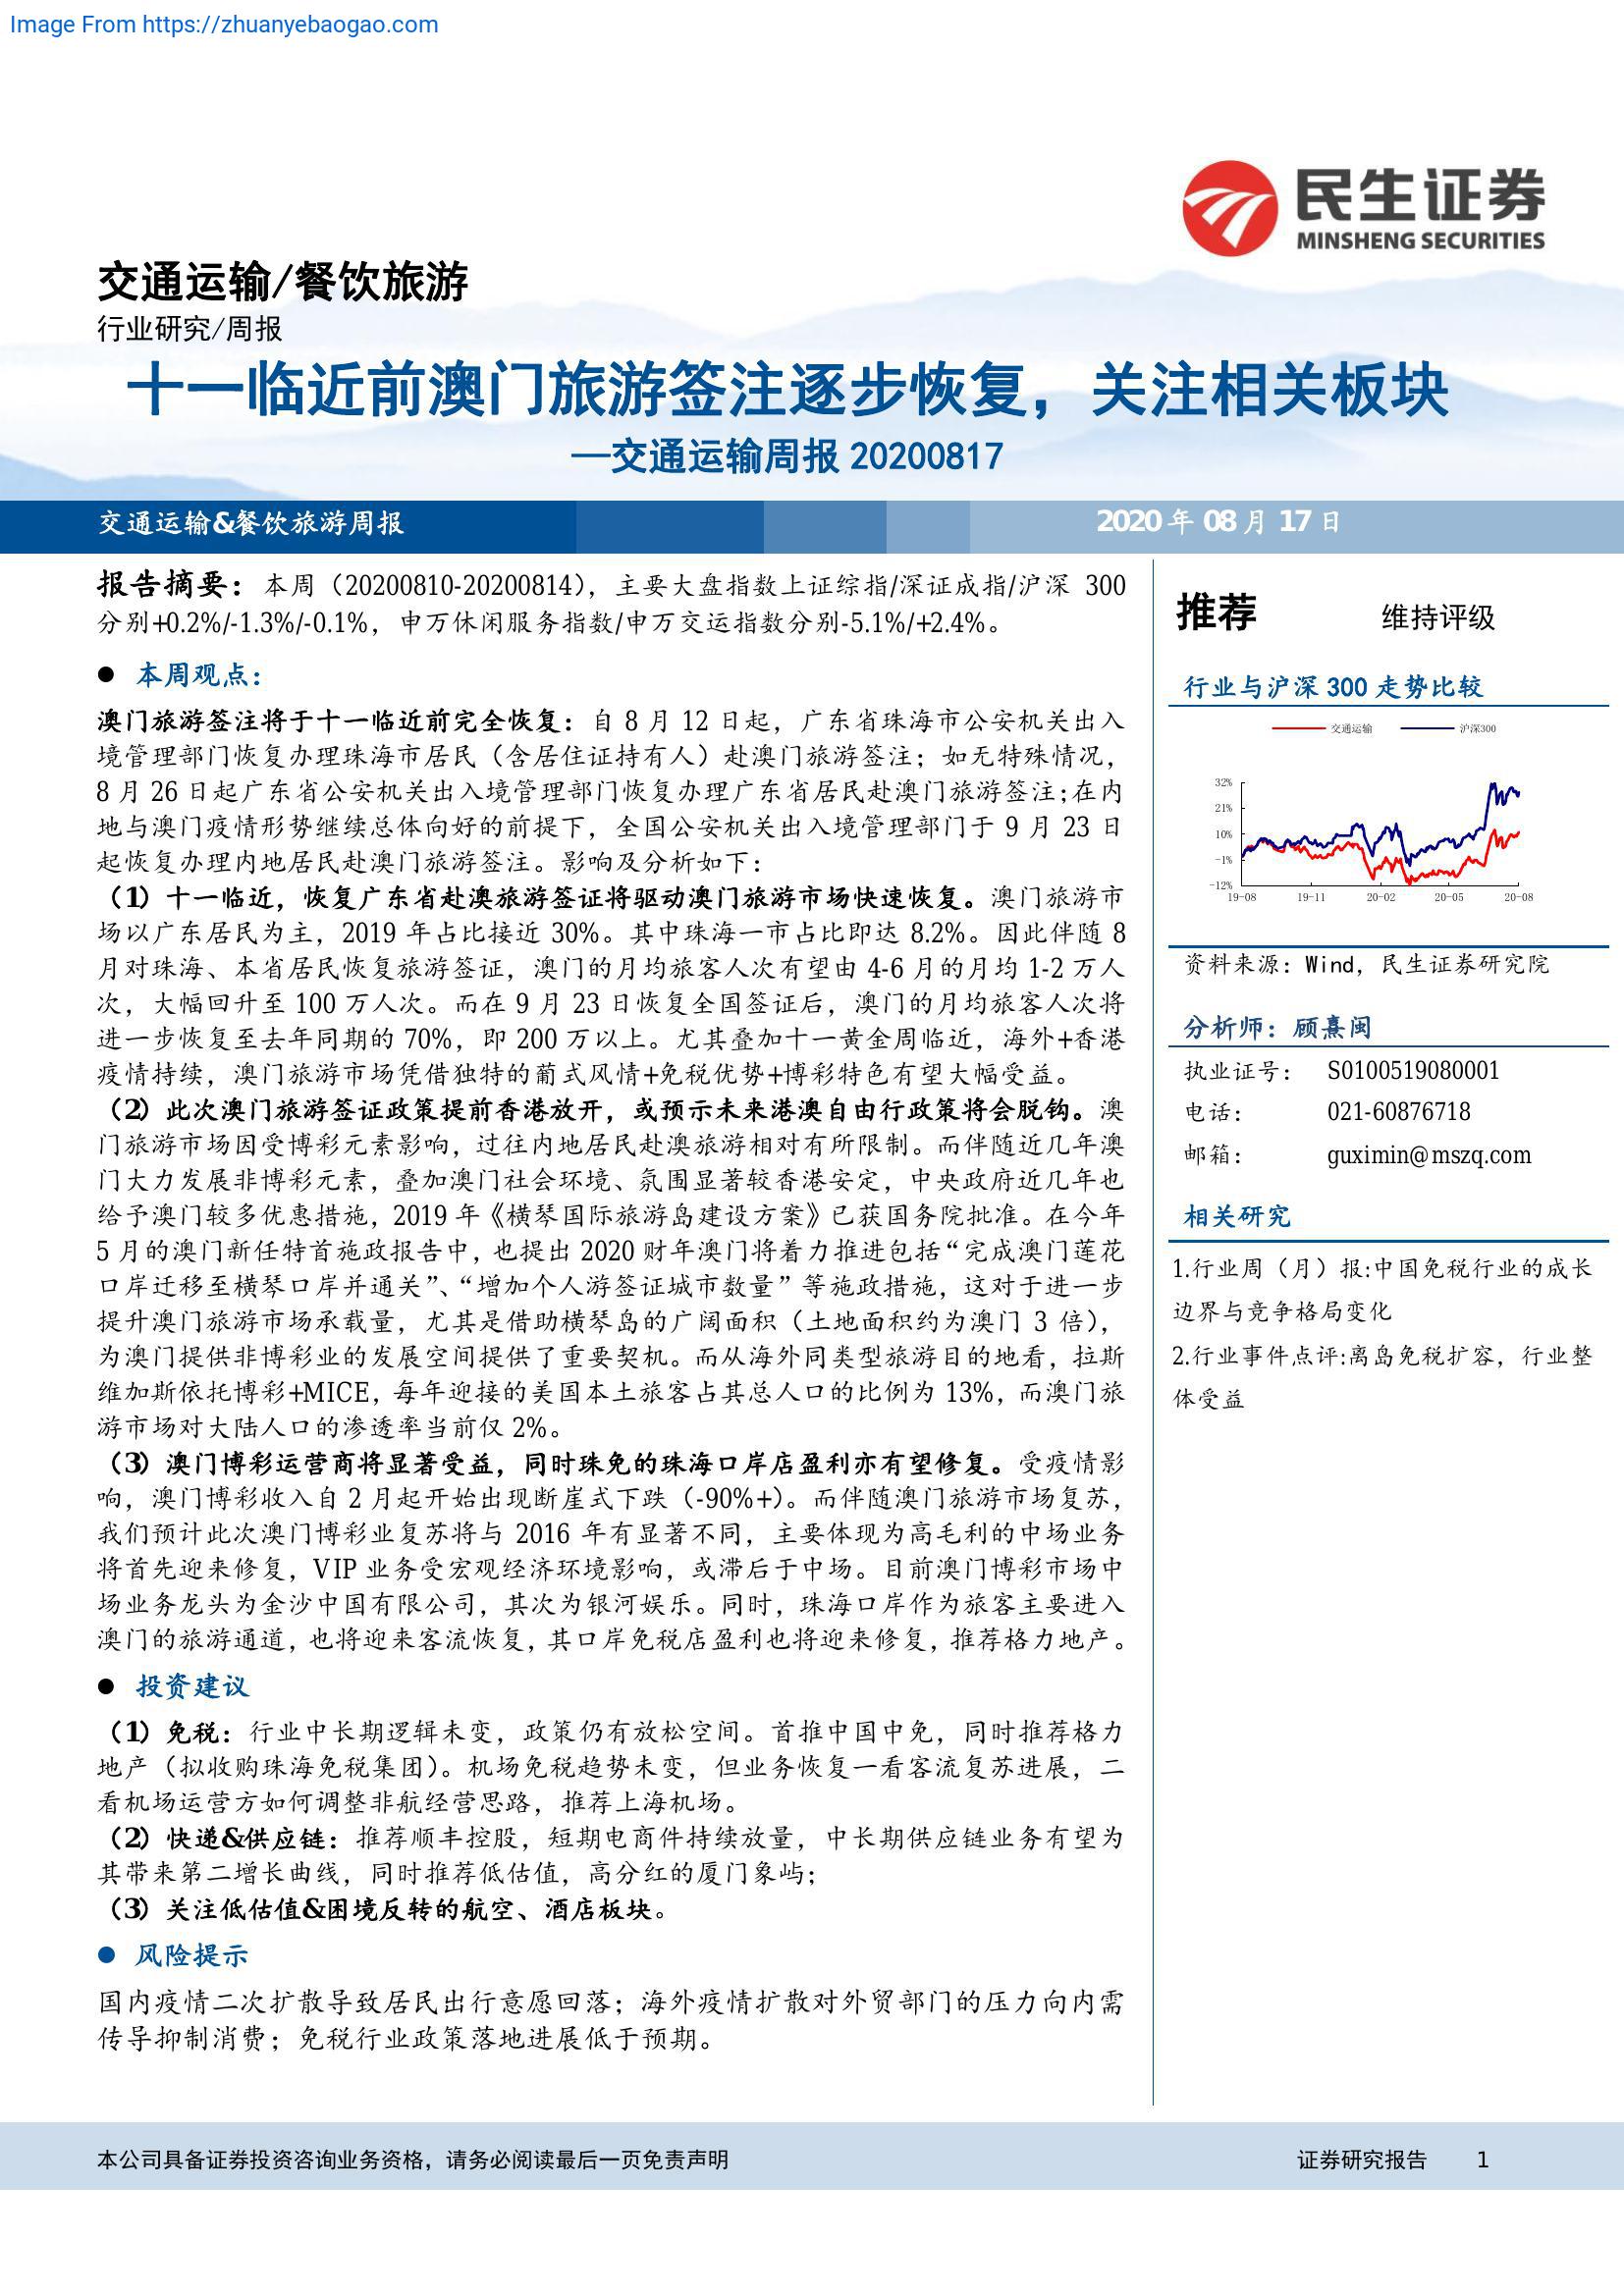 Image From https://zhuanyebaogao.com
民生证券
MINSHENG SECURITIES
交通运输/餐饮旅游
行业研究/周报
十一临近前澳门旅游签注逐步恢复，关注相关板块
—交通运输周报 20200817
交通运输&餐饮旅游周报
2020 年 08 月 17 日
报告摘要：本周（20200810-20200814），主要大盘指数上证综指/深证成指/沪深 300
分别+0.2%/-1.3%/-0.1%，申万休闲服务指数/申万交运指数分别-5.1%/+2.4%。
● 本周观点：
澳门旅游签注将于十一临近前完全恢复：自 8 月 12 日起，广东省珠海市公安机关出入
境管理部门恢复办理珠海市居民（含居住证持有人）赴澳门旅游签注；如无特殊情况，
8 月 26 日起广东省公安机关出入境管理部门恢复办理广东省居民赴澳门旅游签注；在内
地与澳门疫情形势继续总体向好的前提下，全国公安机关出入境管理部门于 9 月 23 日
起恢复办理内地居民赴澳门旅游签注。影响及分析如下：
（1）十一临近，恢复广东省赴澳旅游签证将驱动澳门旅游市场快速恢复。澳门旅游市
场以广东居民为主，2019 年占比接近 30%。其中珠海一市占比即达 8.2%。因此伴随 8
月对珠海、本省居民恢复旅游签证，澳门的月均旅客人次有望由 4-6 月的月均 1-2 万人
次，大幅回升至 100 万人次。而在 9 月 23 日恢复全国签证后，澳门的月均旅客人次将
进一步恢复至去年同期的 70%，即 200 万以上。尤其叠加十一黄金周临近，海外+香港
疫情持续，澳门旅游市场凭借独特的葡式风情+免税优势+博彩特色有望大幅受益。
（2）此次澳门旅游签证政策提前香港放开，或预示未来港澳自由行政策将会脱钩。澳
门旅游市场因受博彩元素影响，过往内地居民赴澳旅游相对有所限制。而伴随近几年澳
门大力发展非博彩元素，叠加澳门社会环境、氛围显著较香港安定，中央政府近几年也
给予澳门较多优惠措施，2019 年《横琴国际旅游岛建设方案》已获国务院批准。在今年
5 月的澳门新任特首施政报告中，也提出 2020 财年澳门将着力推进包括“完成澳门莲花
口岸迁移至横琴口岸并通关”、“增加个人游签证城市数量”等施政措施，这对于进一步
提升澳门旅游市场承载量，尤其是借助横琴岛的广阔面积（土地面积约为澳门 3 倍），
为澳门提供非博彩业的发展空间提供了重要契机。而从海外同类型旅游目的地看，拉斯
维加斯依托博彩+MICE，每年迎接的美国本土旅客占其总人口的比例为 13%，而澳门旅
游市场对大陆人口的渗透率当前仅 2%。
（3）澳门博彩运营商将显著受益，同时珠免的珠海口岸店盈利亦有望修复。受疫情影
响，澳门博彩收入自 2 月起开始出现断崖式下跌（-90%+）。而伴随澳门旅游市场复苏，
我们预计此次澳门博彩业复苏将与 2016 年有显著不同，主要体现为高毛利的中场业务
将首先迎来修复，VIP 业务受宏观经济环境影响，或滞后于中场。目前澳门博彩市场中
场业务龙头为金沙中国有限公司，其次为银河娱乐。同时，珠海口岸作为旅客主要进入
澳门的旅游通道，也将迎来客流恢复，其口岸免税店盈利也将迎来修复，推荐格力地产。
● 投资建议
（1）免税：行业中长期逻辑未变，政策仍有放松空间。首推中国中免，同时推荐格力
地产（拟收购珠海免税集团）。机场免税趋势未变，但业务恢复一看客流复苏进展，二
看机场运营方如何调整非航经营思路，推荐上海机场。
（2）快递&供应链：推荐顺丰控股，短期电商件持续放量，中长期供应链业务有望为
其带来第二增长曲线，同时推荐低估值，高分红的厦门象屿；
（3）关注低估值&困境反转的航空、酒店板块。
● 风险提示
国内疫情二次扩散导致居民出行意愿回落；海外疫情扩散对外贸部门的压力向内需
传导抑制消费；免税行业政策落地进展低于预期。
推荐 维持评级
行业与沪深 300 走势比较
交通运输 沪深300
32%
21%
10%
-1%
-12%
19-08 19-11 20-02 20-05 20-08
资料来源：Wind，民生证券研究院
分析师：顾熹闽
执业证号： S0100519080001
电话： 021-60876718
邮箱： guximin@mszq.com
相关研究
1.行业周（月）报:中国免税行业的成长
边界与竞争格局变化
2.行业事件点评:离岛免税扩容，行业整
体受益
本公司具备证券投资咨询业务资格，请务必阅读最后一页免责声明
证券研究报告 1